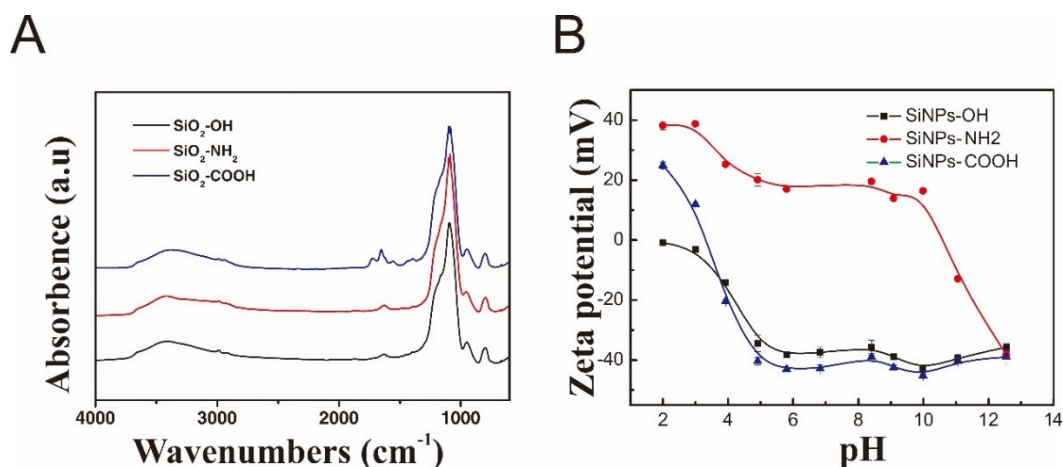 A
B
Absorbence (a.u)
SiO2-OH
SiO2-NH2
SiO2-COOH
4000 3000 2000 1000
Wavenumbers (cm-1)
Zeta potential (mV)
40
20
0
-20
-40
SiNPs-OH
SiNPs-NH2
SiNPs-COOH
2 4 6 8 10 12 14
pH